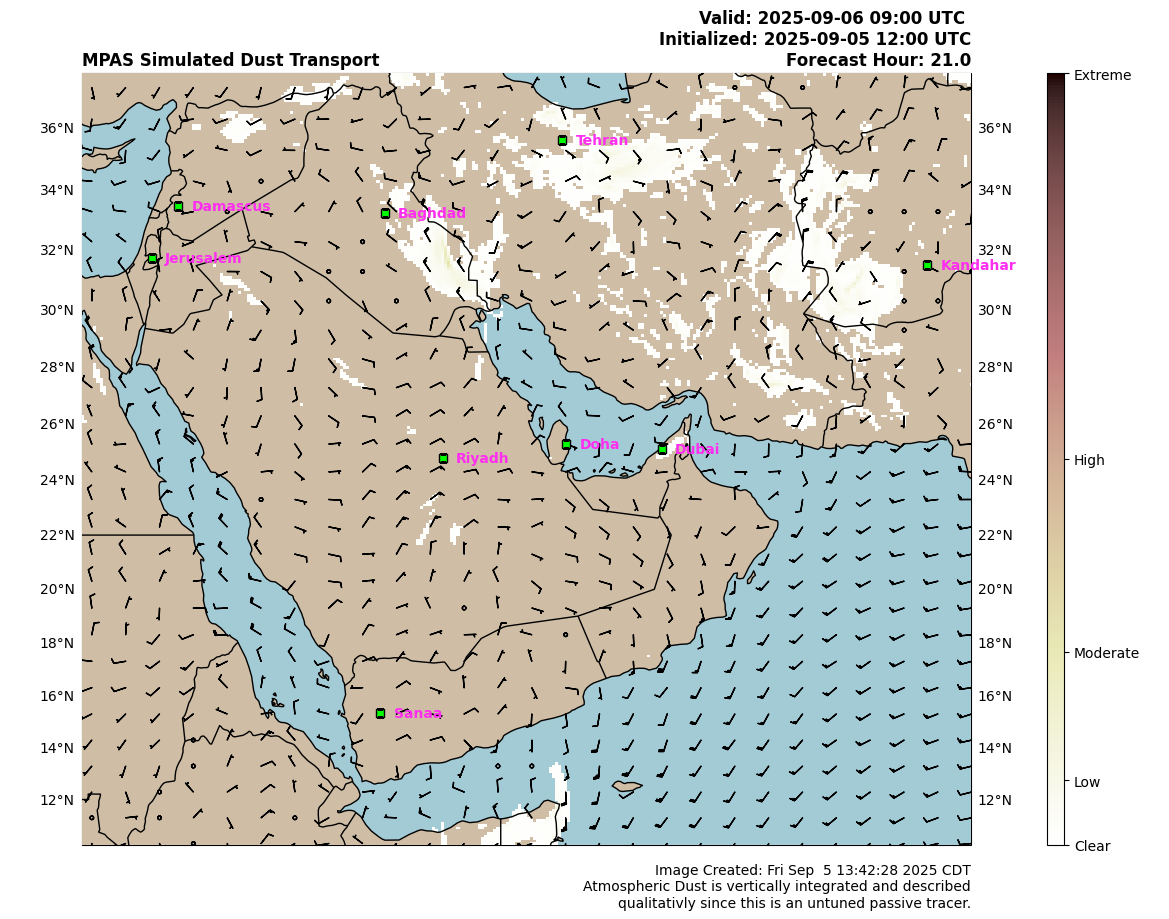 Valid: 2025-09-06 09:00 UTC
Initialized: 2025-09-05 12:00 UTC
MPAS Simulated Dust Transport
Forecast Hour: 21.0
Extreme
36°N
Tehran
36°N
34°N
Damascus
Baghdad
34°N
32°N
Jerusalem
32°N
Kandahar
30°N
30°N
28°N
28°N
26°N
26°N
Doha
Dubai
Riyadh
High
24°N
24°N
22°N
22°N
20°N
20°N
18°N
18°N
Moderate
16°N
16°N
Sanaa
14°N
14°N
Low
12°N
12°N
Clear
Image Created: Fri Sep  5 13:42:28 2025 CDT
Atmospheric Dust is vertically integrated and described
qualitativly since this is an untuned passive tracer.